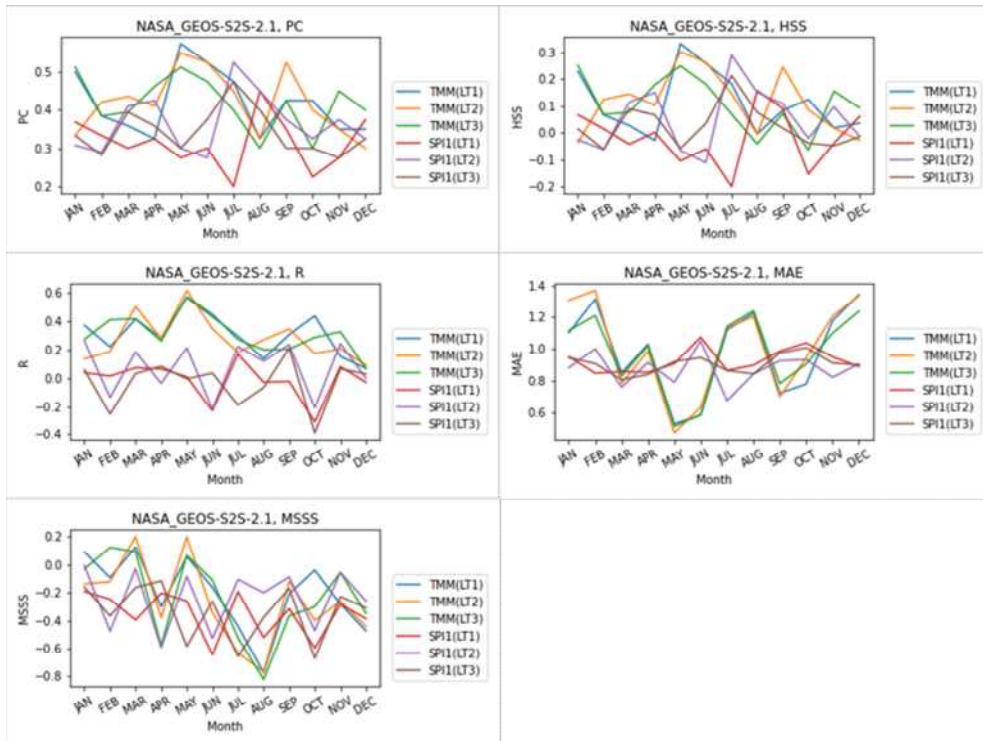 NASA_GEOS-S2S-2.1, PC
PC
0.5
0.4
0.3
0.2
JAN FEB MAR APR MAY JUN JUL AUG SEP OCT NOV DEC
Month
TMM(LT1)
TMM(LT2)
TMM(LT3)
SPI1(LT1)
SPI1(LT2)
SPI1(LT3)
NASA_GEOS-S2S-2.1, HSS
HSS
0.3
0.2
0.1
0.0
−0.1
−0.2
JAN FEB MAR APR MAY JUN JUL AUG SEP OCT NOV DEC
Month
TMM(LT1)
TMM(LT2)
TMM(LT3)
SPI1(LT1)
SPI1(LT2)
SPI1(LT3)
NASA_GEOS-S2S-2.1, R
R
0.6
0.4
0.2
0.0
−0.2
−0.4
JAN FEB MAR APR MAY JUN JUL AUG SEP OCT NOV DEC
Month
TMM(LT1)
TMM(LT2)
TMM(LT3)
SPI1(LT1)
SPI1(LT2)
SPI1(LT3)
NASA_GEOS-S2S-2.1, MAE
MAE
1.4
1.2
1.0
0.8
0.6
JAN FEB MAR APR MAY JUN JUL AUG SEP OCT NOV DEC
Month
TMM(LT1)
TMM(LT2)
TMM(LT3)
SPI1(LT1)
SPI1(LT2)
SPI1(LT3)
NASA_GEOS-S2S-2.1, MSSS
MSSS
0.2
0.0
−0.2
−0.4
−0.6
−0.8
JAN FEB MAR APR MAY JUN JUL AUG SEP OCT NOV DEC
Month
TMM(LT1)
TMM(LT2)
TMM(LT3)
SPI1(LT1)
SPI1(LT2)
SPI1(LT3)